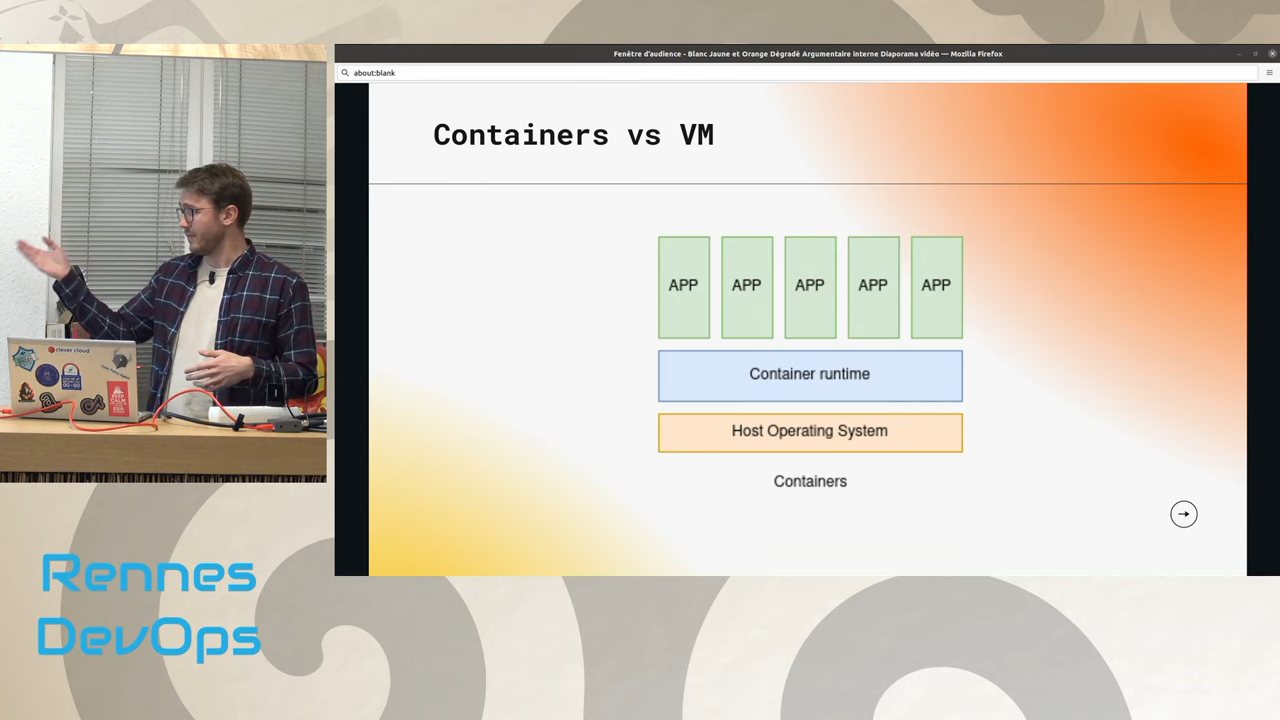 Fenêtre d'audience - Blanc Jaune et Orange Dégradé Argumentaire interne Diaporama vidéo — Mozilla Firefox
about:blank
Containers vs VM
APP
APP
APP
APP
APP
Container runtime
Host Operating System
Containers
clever cloud
KEEP
CALM
Rennes
DevOps